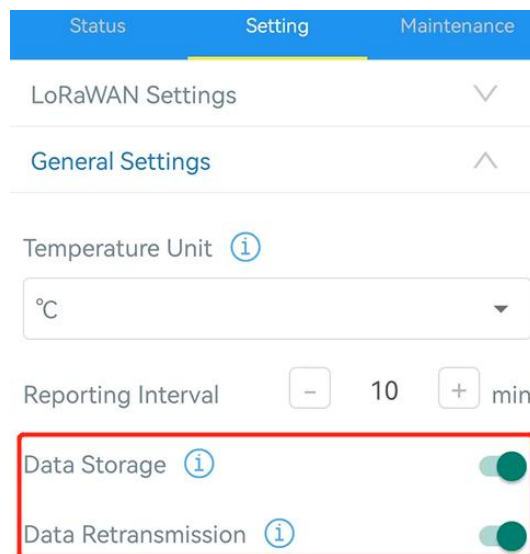 Status Setting Maintenance
LoRaWAN Settings
General Settings
Temperature Unit i
℃
Reporting Interval - 10 + min
Data Storage i
Data Retransmission i